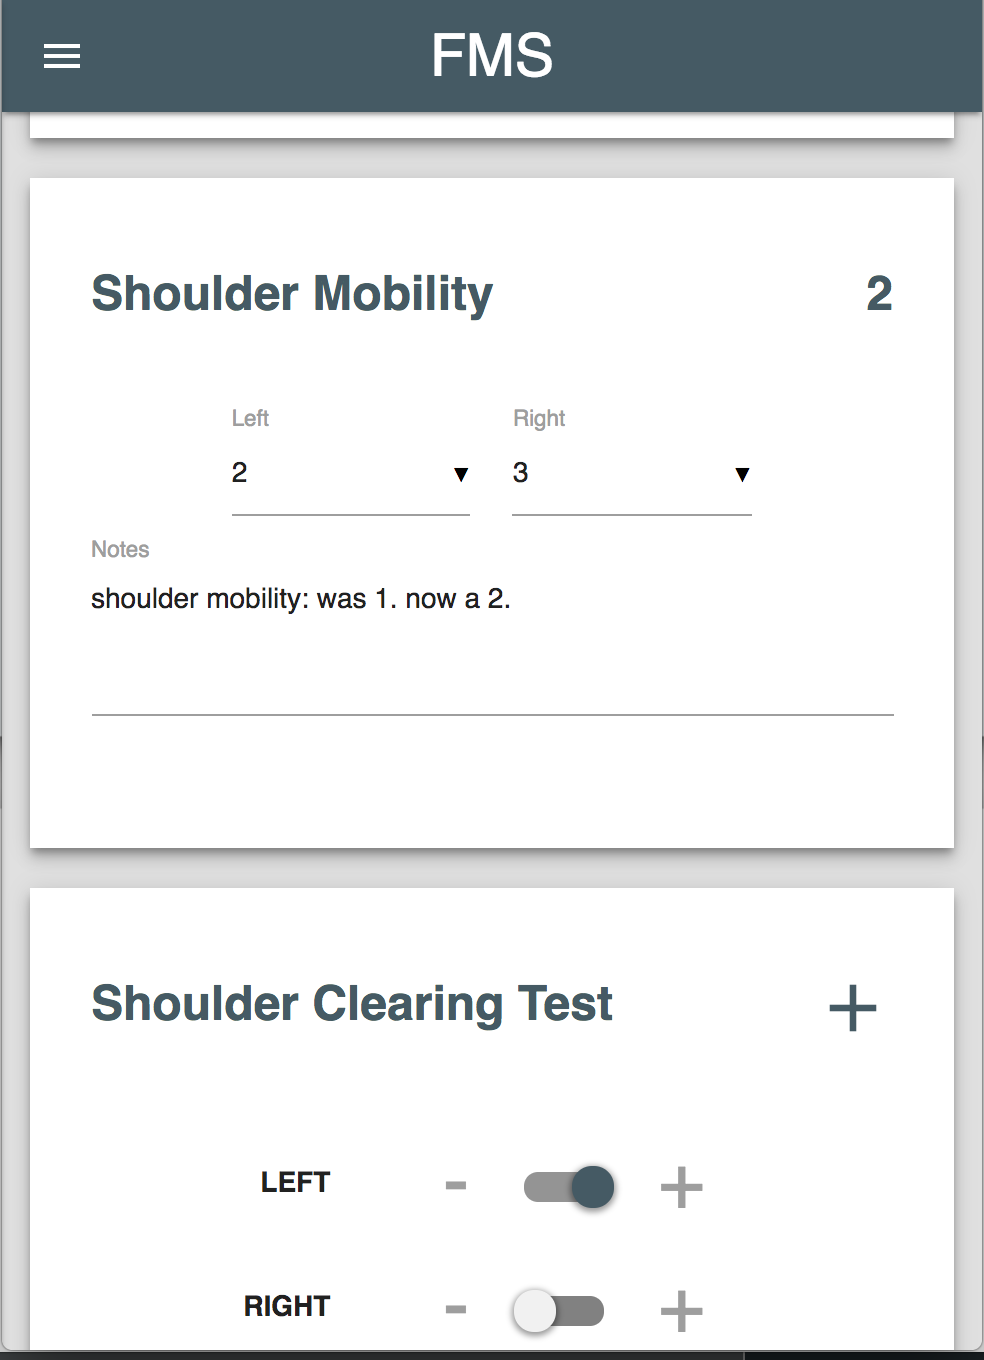 FMS
Shoulder Mobility 2
Left Right
2 ▼ 3 ▼
Notes
shoulder mobility: was 1. now a 2.
Shoulder Clearing Test +
LEFT - +
RIGHT - +